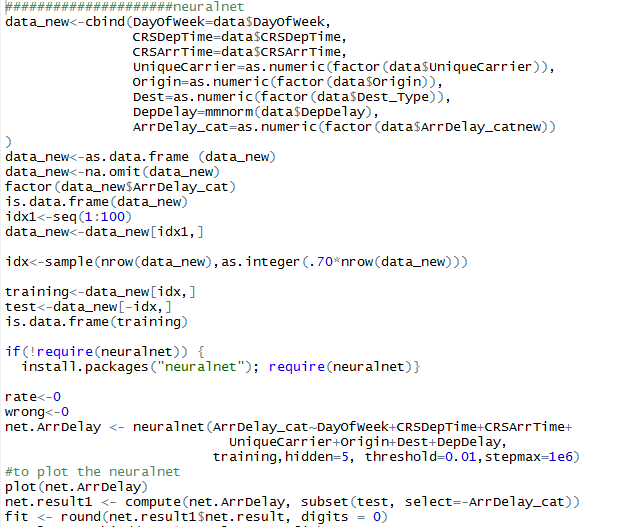 #####################neuralnet
data_new<-cbind(DayOfWeek=data$DayOfWeek,
CRSDepTime=data$CRSDepTime,
CRSArrTime=data$CRSArrTime,
UniqueCarrier=as.numeric(factor(data$UniqueCarrier)),
Origin=as.numeric(factor(data$Origin)),
Dest=as.numeric(factor(data$Dest_Type)),
DepDelay=mmnorm(data$DepDelay),
ArrDelay_cat=as.numeric(factor(data$ArrDelay_catnew))
)
data_new<-as.data.frame (data_new)
data_new<-na.omit(data_new)
factor(data_new$ArrDelay_cat)
is.data.frame(data_new)
idx1<-seq(1:100)
data_new<-data_new[idx1,]
idx<-sample(nrow(data_new),as.integer(.70*nrow(data_new)))
training<-data_new[idx,]
test<-data_new[-idx,]
is.data.frame(training)
if(!require(neuralnet)) {
install.packages("neuralnet"); require(neuralnet)}
rate<-0
wrong<-0
net.ArrDelay <- neuralnet(ArrDelay_cat~DayOfWeek+CRSDepTime+CRSArrTime+
UniqueCarrier+Origin+Dest+DepDelay,
training,hidden=5, threshold=0.01,stepmax=1e6)
#to plot the neuralnet
plot(net.ArrDelay)
net.result1 <- compute(net.ArrDelay, subset(test, select=-ArrDelay_cat))
fit <- round(net.result1$net.result, digits = 0)